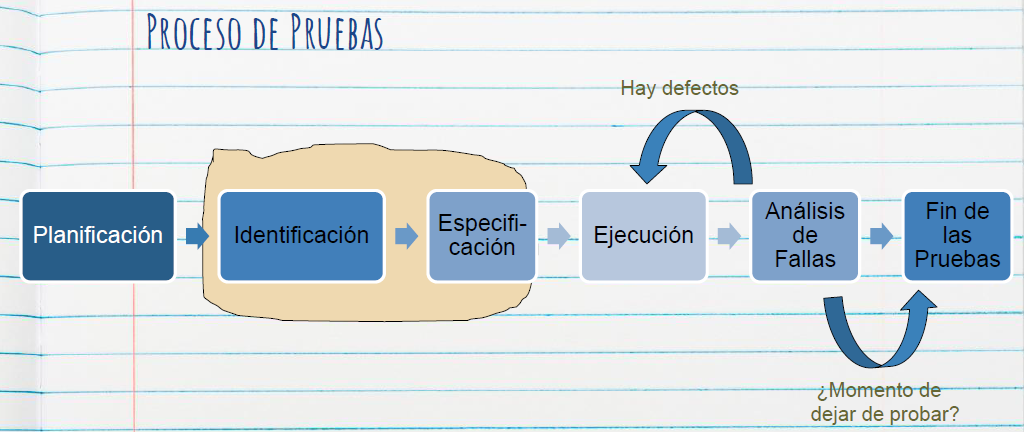 Proceso de Pruebas
Hay defectos
Planificación
Identificación
Especifi-
cación
Ejecución
Análisis
de
Fallas
Fin de
las
Pruebas
¿Momento de
dejar de probar?